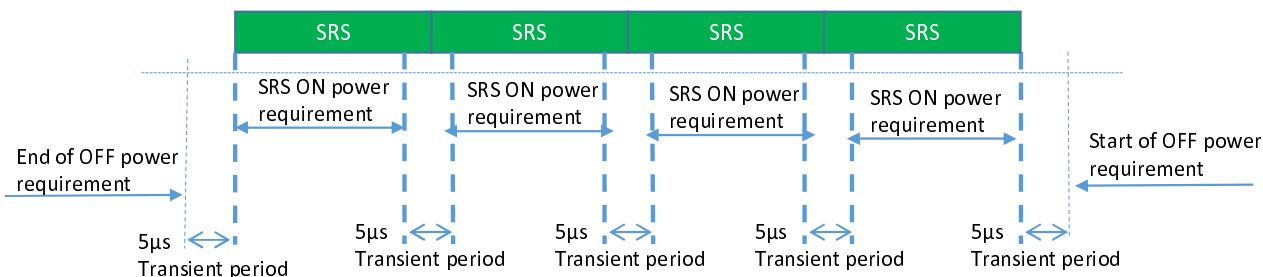 SRS SRS SRS SRS
SRS ON power
requirement
SRS ON power
requirement
SRS ON power
requirement
SRS ON power
requirement
End of OFF power
requirement
Start of OFF power
requirement
5µs
Transient period
5µs
Transient period
5µs
Transient period
5µs
Transient period
5µs
Transient period